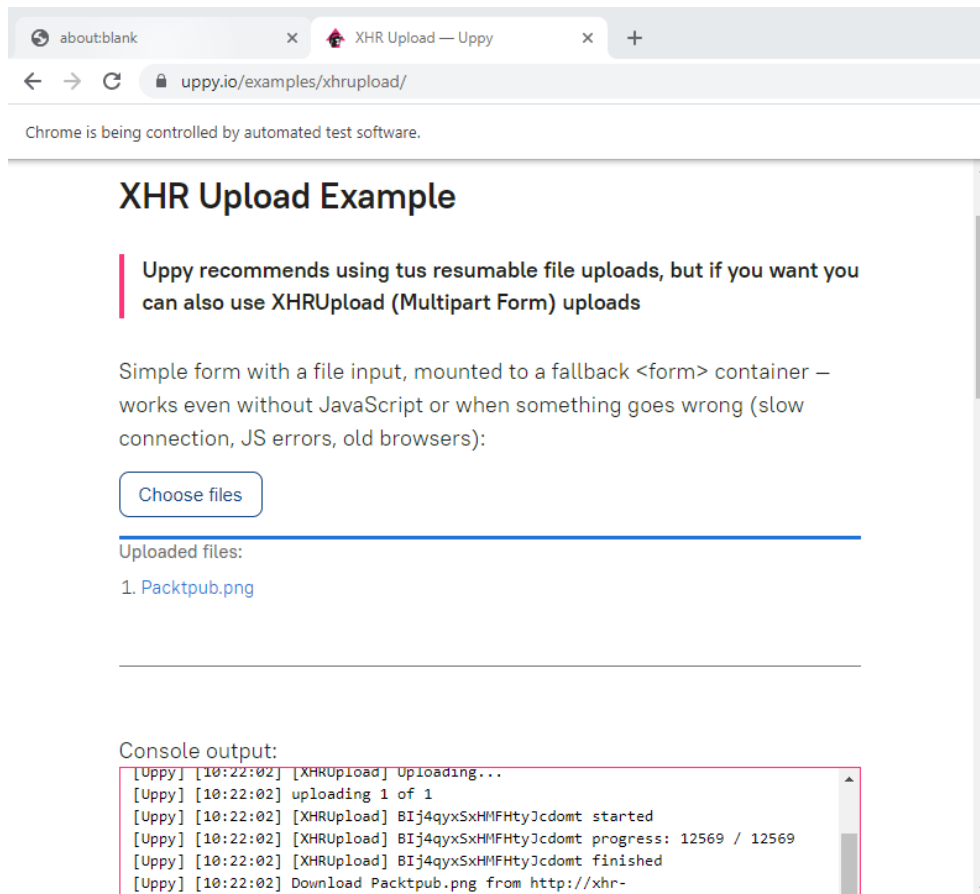 about:blank
XHR Upload — Uppy
uppy.io/examples/xhrupload/
Chrome is being controlled by automated test software.
XHR Upload Example
Uppy recommends using tus resumable file uploads, but if you want you
can also use XHRUpload (Multipart Form) uploads
Simple form with a file input, mounted to a fallback <form> container —
works even without JavaScript or when something goes wrong (slow
connection, JS errors, old browsers):
Choose files
Uploaded files:
1. Packtpub.png
Console output:
[Uppy] [10:22:02] [XHRUpload] Uploading...
[Uppy] [10:22:02] uploading 1 of 1
[Uppy] [10:22:02] [XHRUpload] BIj4qyxSxHMFHtyJcdomt started
[Uppy] [10:22:02] [XHRUpload] BIj4qyxSxHMFHtyJcdomt progress: 12569 / 12569
[Uppy] [10:22:02] [XHRUpload] BIj4qyxSxHMFHtyJcdomt finished
[Uppy] [10:22:02] Download Packtpub.png from http://xhr-